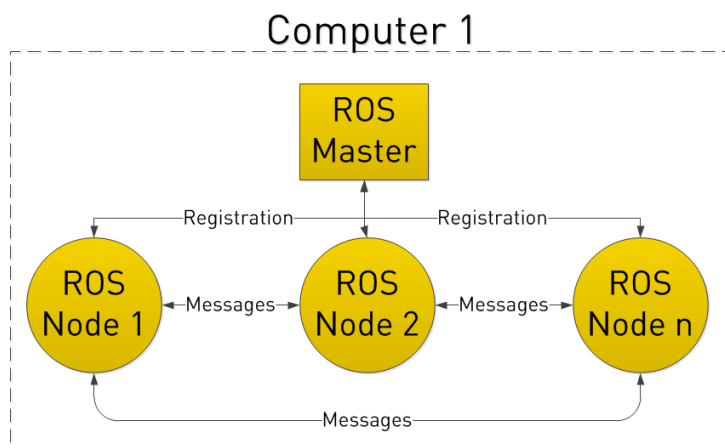 Computer 1
ROS
Master
Registration
Registration
ROS
Node 1
Messages
ROS
Node 2
Messages
ROS
Node n
Messages